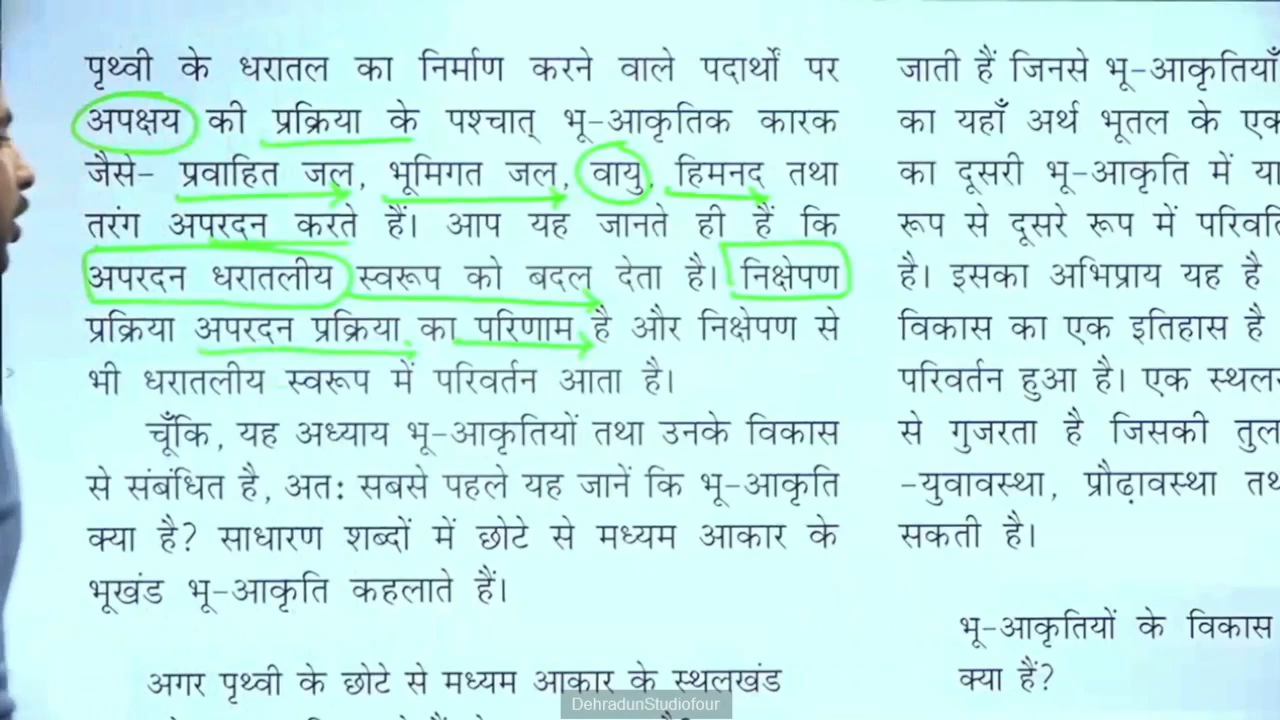 पृथ्वी के धरातल का निर्माण करने वाले पदार्थों पर
अपक्षय की प्रक्रिया के पश्चात् भू-आकृतिक कारक
जैसे- प्रवाहित जल, भूमिगत जल, वायु, हिमनद तथा
तरंग अपरदन करते हैं। आप यह जानते ही हैं कि
अपरदन धरातलीय स्वरूप को बदल देता है। निक्षेपण
प्रक्रिया अपरदन प्रक्रिया का परिणाम है और निक्षेपण से
भी धरातलीय स्वरूप में परिवर्तन आता है।
चूँकि, यह अध्याय भू-आकृतियों तथा उनके विकास
से संबंधित है, अतः सबसे पहले यह जानें कि भू-आकृति
क्या है? साधारण शब्दों में छोटे से मध्यम आकार के
भूखंड भू-आकृति कहलाते हैं।
अगर पृथ्वी के छोटे से मध्यम आकार के स्थलखंड
जाती हैं जिनसे भू-आकृतियाँ
का यहाँ अर्थ भूतल के एक
का दूसरी भू-आकृति में या
रूप से दूसरे रूप में
है। इसका अभिप्राय यह है
विकास का एक इतिहास है
परिवर्तन हुआ है। एक
से गुजरता है जिसकी
-युवावस्था, प्रौढ़ावस्था
सकती है।
भू-आकृतियों के विकास
क्या हैं?
DehradunStudiofour